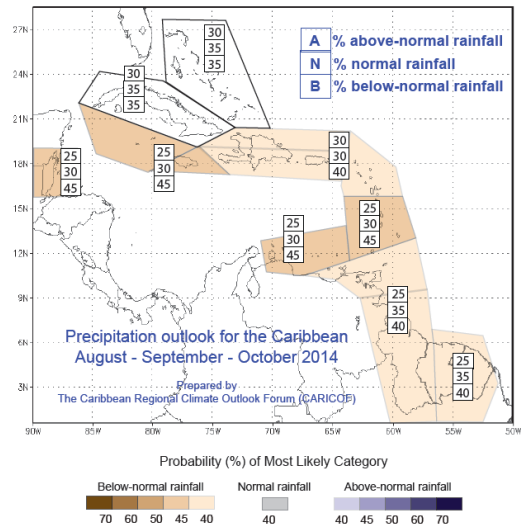 27N
24N
21N
18N
15N
12N
9N
6N
3N
90W 85W 80W 75W 70W 65W 60W 55W 50W
A % above-normal rainfall
N % normal rainfall
B % below-normal rainfall
30
35
35
30
35
35
25
30
45
25
30
45
30
30
40
25
30
45
25
30
45
25
35
40
25
35
40
Precipitation outlook for the Caribbean
August - September - October 2014
Prepared by
The Caribbean Regional Climate Outlook Forum (CARICOF)
Probability (%) of Most Likely Category
Below-normal rainfall Normal rainfall Above-normal rainfall
70 60 50 45 40 40 40 45 50 60 70